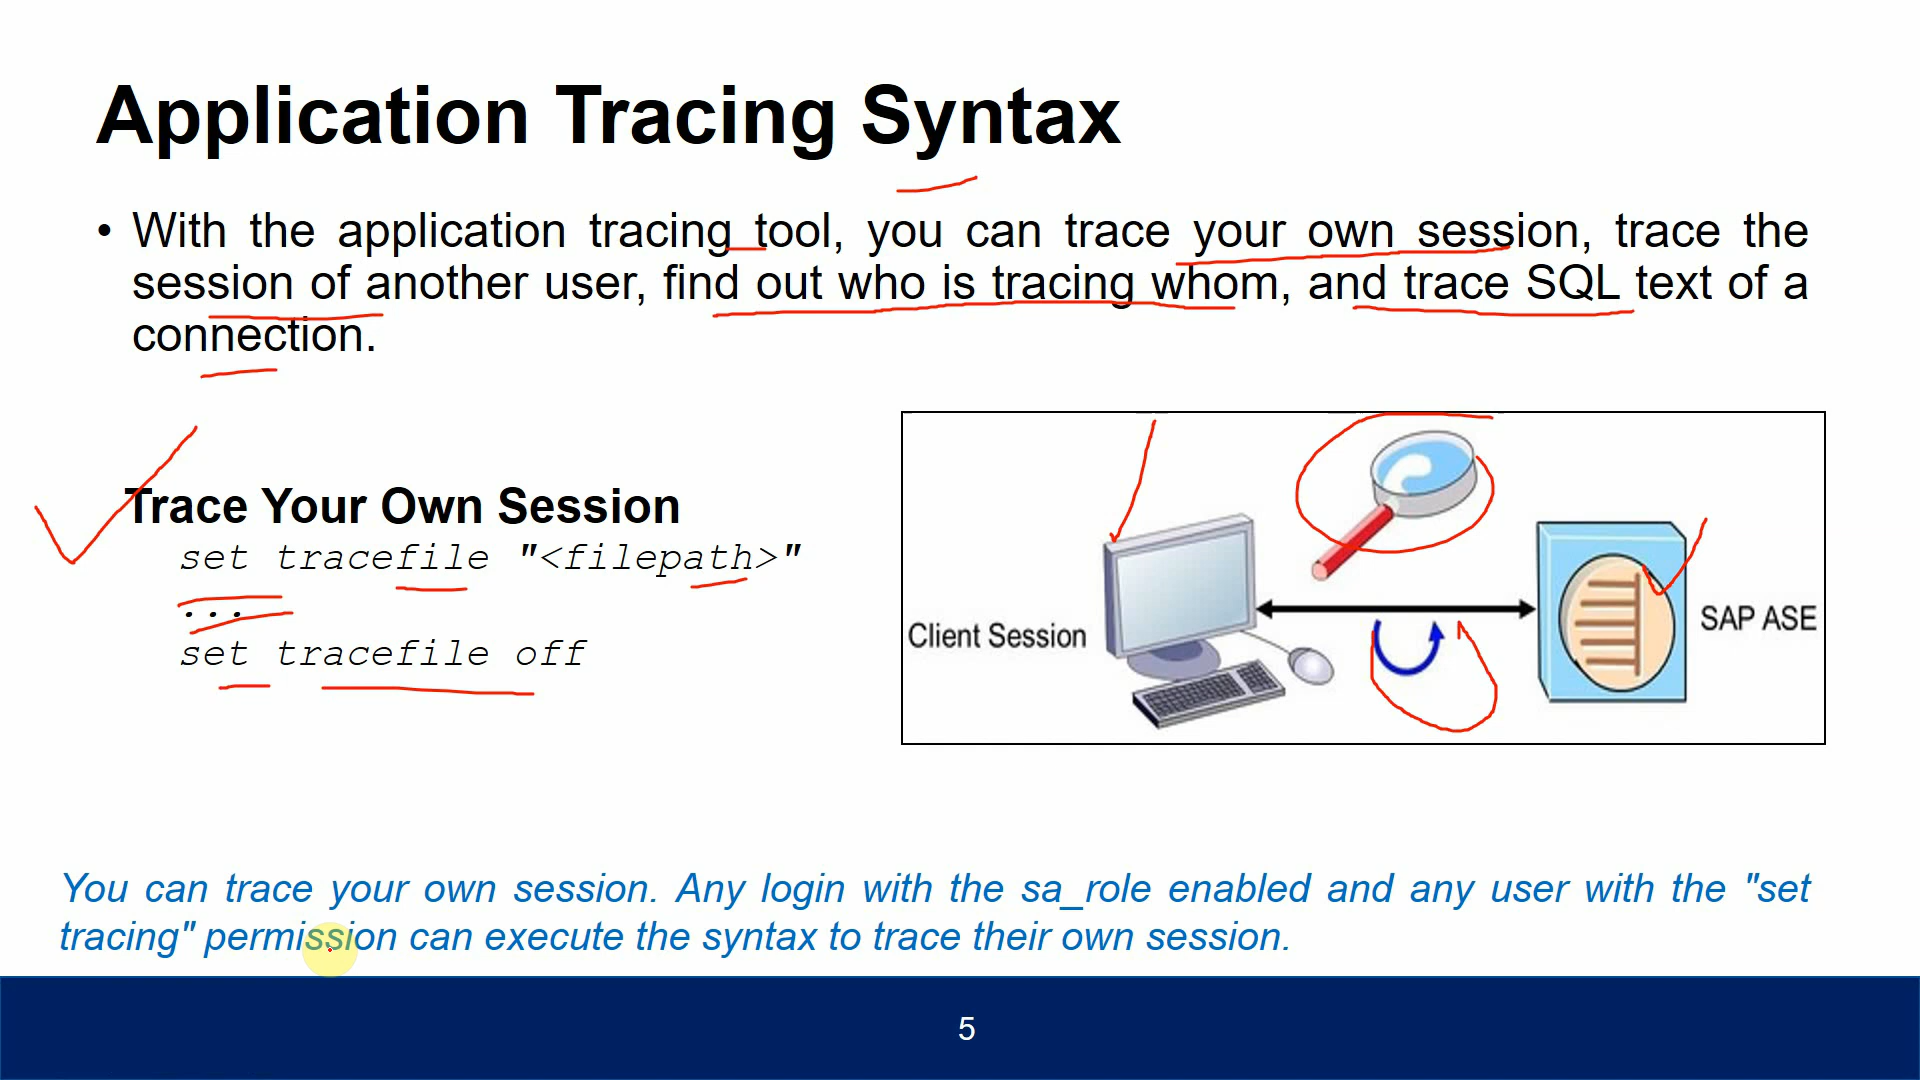 Application Tracing Syntax
• With the application tracing tool, you can trace your own session, trace the
session of another user, find out who is tracing whom, and trace SQL text of a
connection.
Trace Your Own Session
set tracefile "<filepath>"
...
set tracefile off
Client Session
SAP ASE
You can trace your own session. Any login with the sa_role enabled and any user with the "set
tracing" permission can execute the syntax to trace their own session.
5